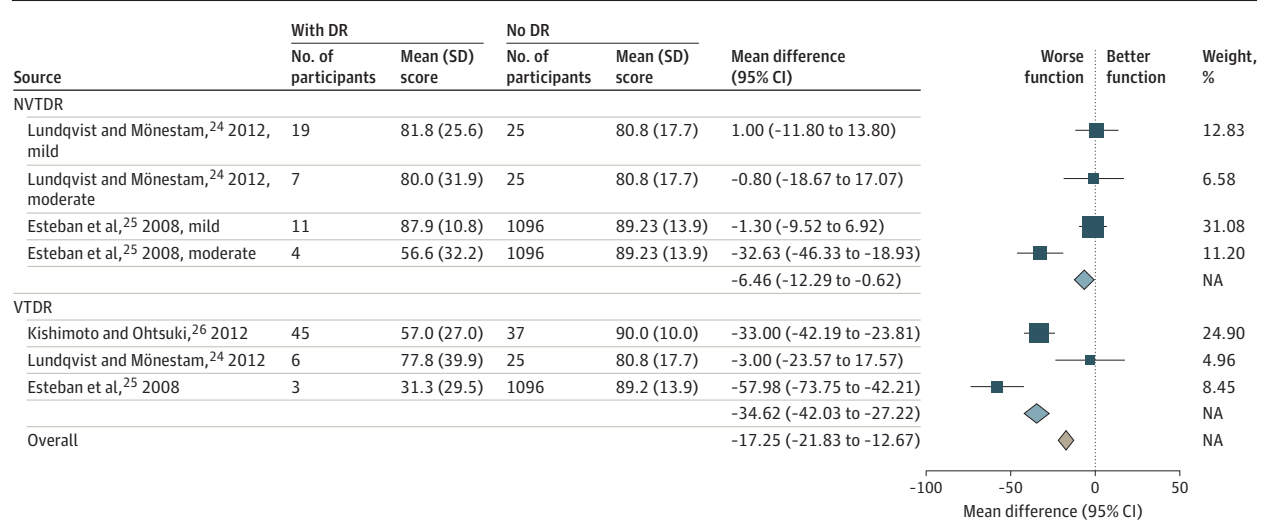 With DR No DR
Source No. of participants Mean (SD) score No. of participants Mean (SD) score Mean difference (95% CI) Worse function Better function Weight, %
NVTDR
Lundqvist and Mönestam,24 2012, mild 19 81.8 (25.6) 25 80.8 (17.7) 1.00 (-11.80 to 13.80) 12.83
Lundqvist and Mönestam,24 2012, moderate 7 80.0 (31.9) 25 80.8 (17.7) -0.80 (-18.67 to 17.07) 6.58
Esteban et al,25 2008, mild 11 87.9 (10.8) 1096 89.23 (13.9) -1.30 (-9.52 to 6.92) 31.08
Esteban et al,25 2008, moderate 4 56.6 (32.2) 1096 89.23 (13.9) -32.63 (-46.33 to -18.93) 11.20
-6.46 (-12.29 to -0.62) NA
VTDR
Kishimoto and Ohtsuki,26 2012 45 57.0 (27.0) 37 90.0 (10.0) -33.00 (-42.19 to -23.81) 24.90
Lundqvist and Mönestam,24 2012 6 77.8 (39.9) 25 80.8 (17.7) -3.00 (-23.57 to 17.57) 4.96
Esteban et al,25 2008 3 31.3 (29.5) 1096 89.2 (13.9) -57.98 (-73.75 to -42.21) 8.45
-34.62 (-42.03 to -27.22) NA
Overall -17.25 (-21.83 to -12.67) NA
-100 -50 0 50
Mean difference (95% CI)